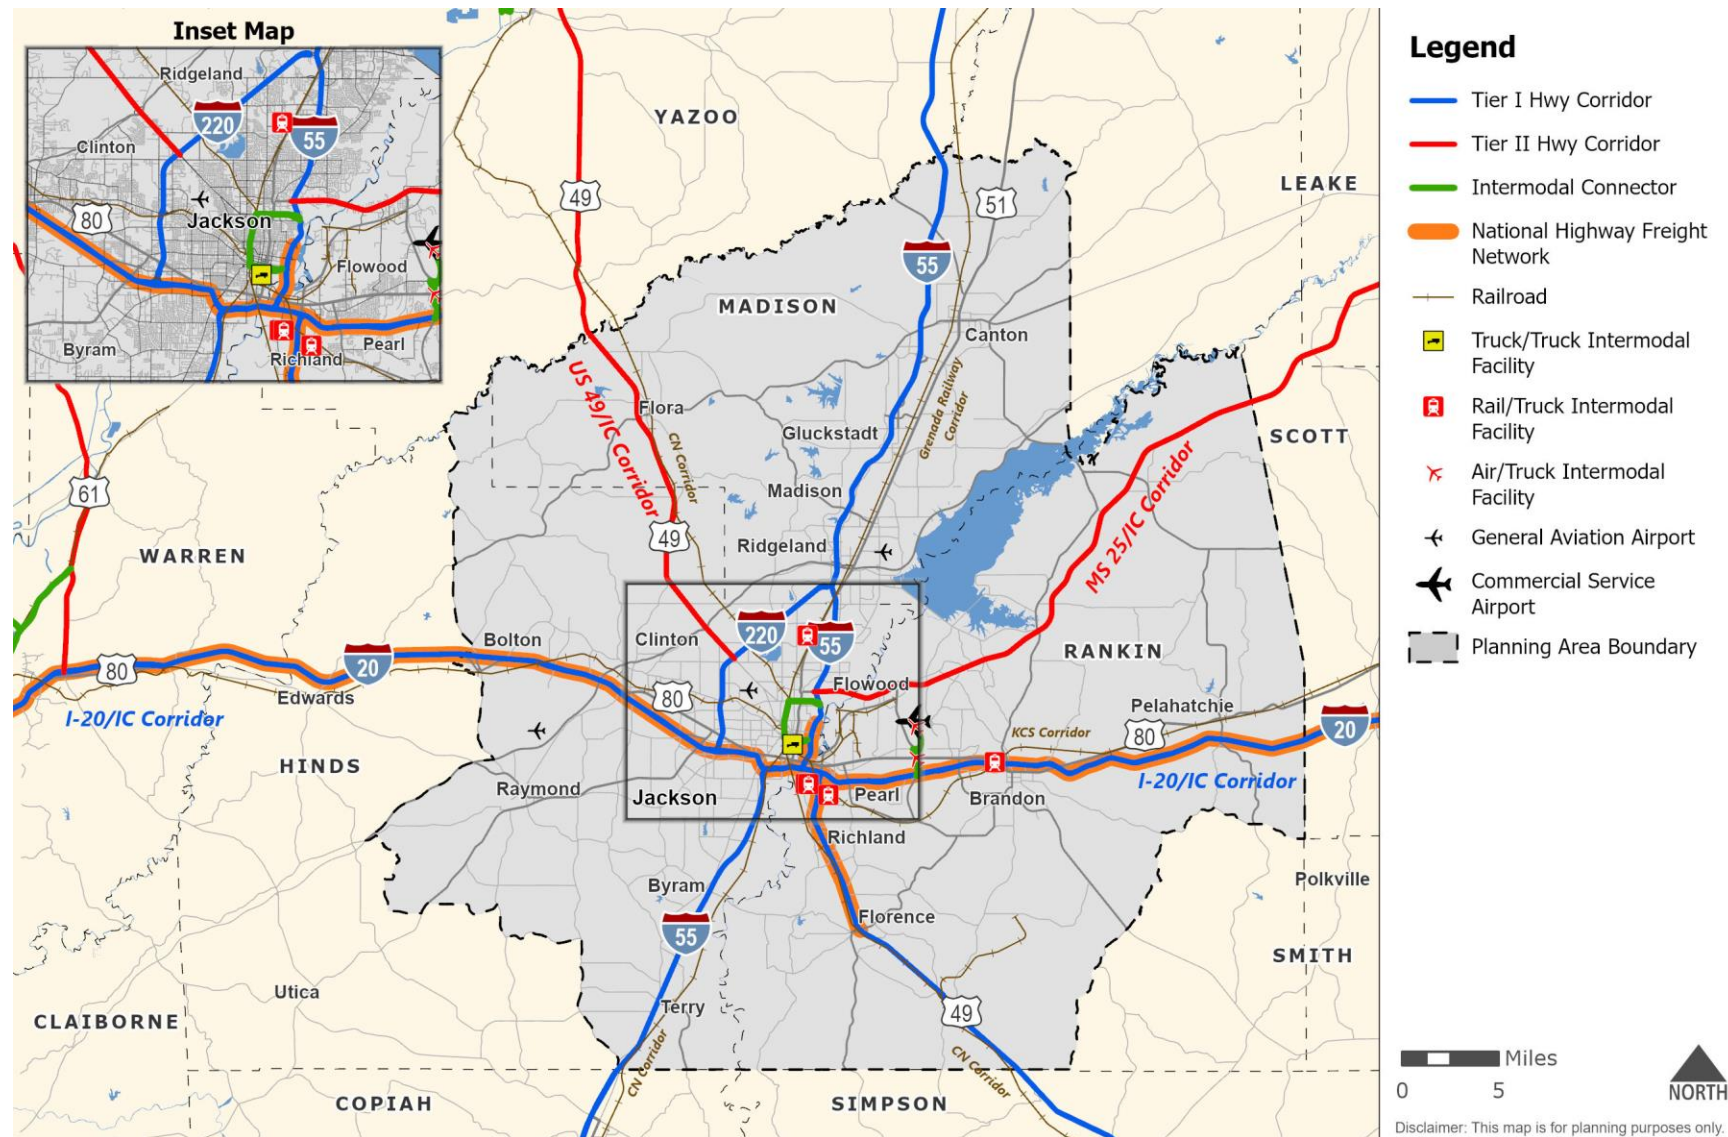 Inset Map
Ridgeland
220
55
Clinton
80
Jackson
Flowood
Byram
Richland
Pearl
YAZOO
49
51
LEAKE
55
MADISON
Canton
US 49/IC Corridor
Flora
CN Corridor
Gluckstadt
Grenada Railway
Corridor
SCOTT
Madison
61
49
Ridgeland
MS 25/IC Corridor
WARREN
Bolton
Clinton
220
55
RANKIN
80
20
Edwards
80
Flowood
Pelahatchie
I-20/IC Corridor
KCS Corridor
80
20
HINDS
I-20/IC Corridor
Raymond
Jackson
Pearl
Brandon
Richland
Byram
Polkville
Florence
55
SMITH
Utica
Terry
49
CLAIBORNE
CN Corridor
CN Corridor
COPIAH
SIMPSON
Legend
Tier I Hwy Corridor
Tier II Hwy Corridor
Intermodal Connector
National Highway Freight
Network
Railroad
Truck/Truck Intermodal
Facility
Rail/Truck Intermodal
Facility
Air/Truck Intermodal
Facility
General Aviation Airport
Commercial Service
Airport
Planning Area Boundary
Miles
0 5
NORTH
Disclaimer: This map is for planning purposes only.